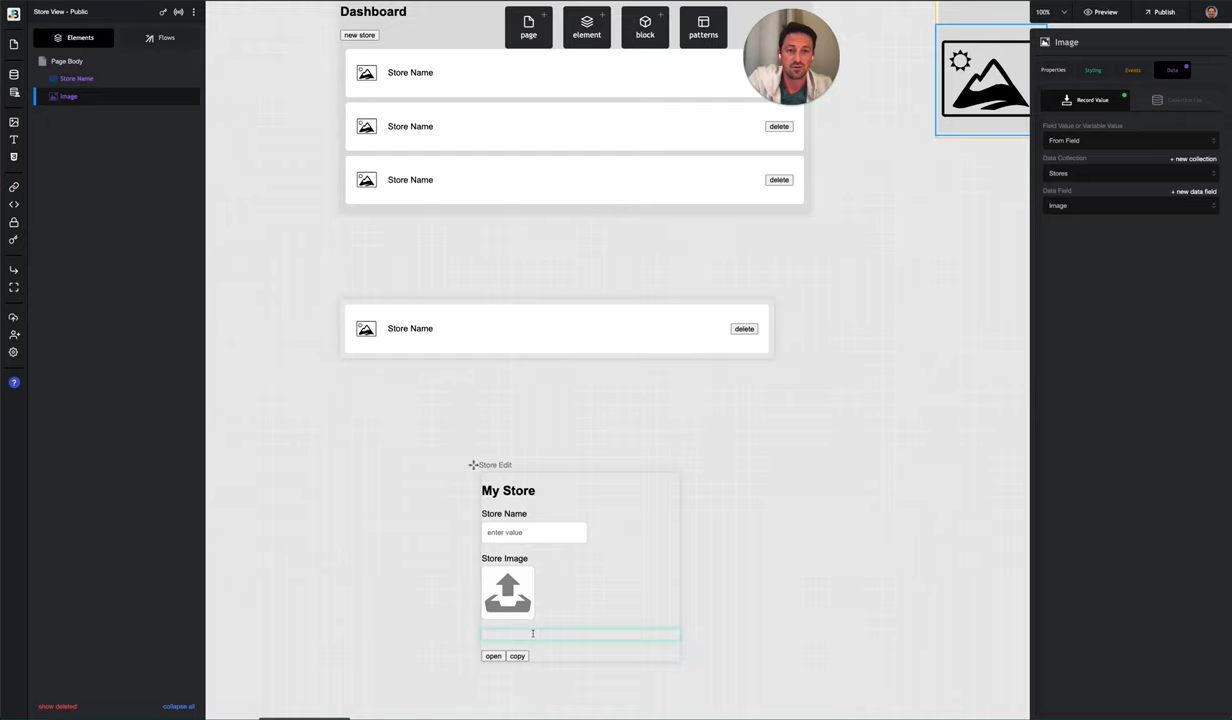 Store View - Public
Elements
Flows
Page Body
Store Name
Image
show deleted
collapse all
?
Dashboard
new store
page
element
block
patterns
Store Name
Store Name
delete
Store Name
delete
Store Name
delete
Store Edit
My Store
Store Name
enter value
Store Image
open
copy
100%
Preview
Publish
Image
Properties
Styling
Events
Data
Record Value
Field Value or Variable Value
From Field
Data Collection
+ new collection
Stores
Data Field
+ new data field
Image